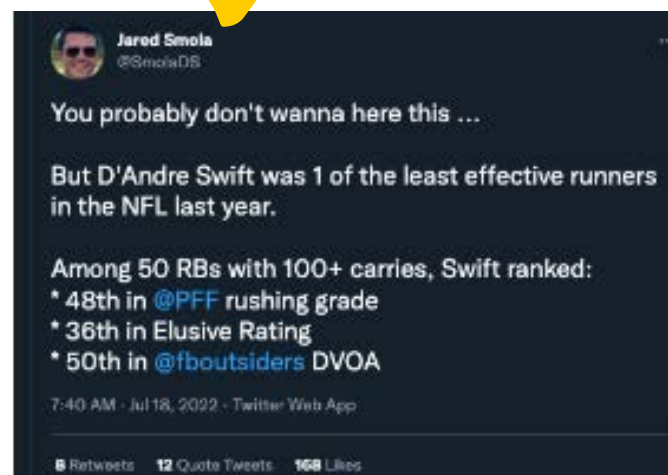 Jared Smola
@SmolaDS
You probably don't wanna here this ...
But D'Andre Swift was 1 of the least effective runners
in the NFL last year.
Among 50 RBs with 100+ carries, Swift ranked:
* 48th in @PFF rushing grade
* 36th in Elusive Rating
* 50th in @fboutsiders DVOA
7:40 AM · Jul 18, 2022 · Twitter Web App
8 Retweets 12 Quote Tweets 168 Likes